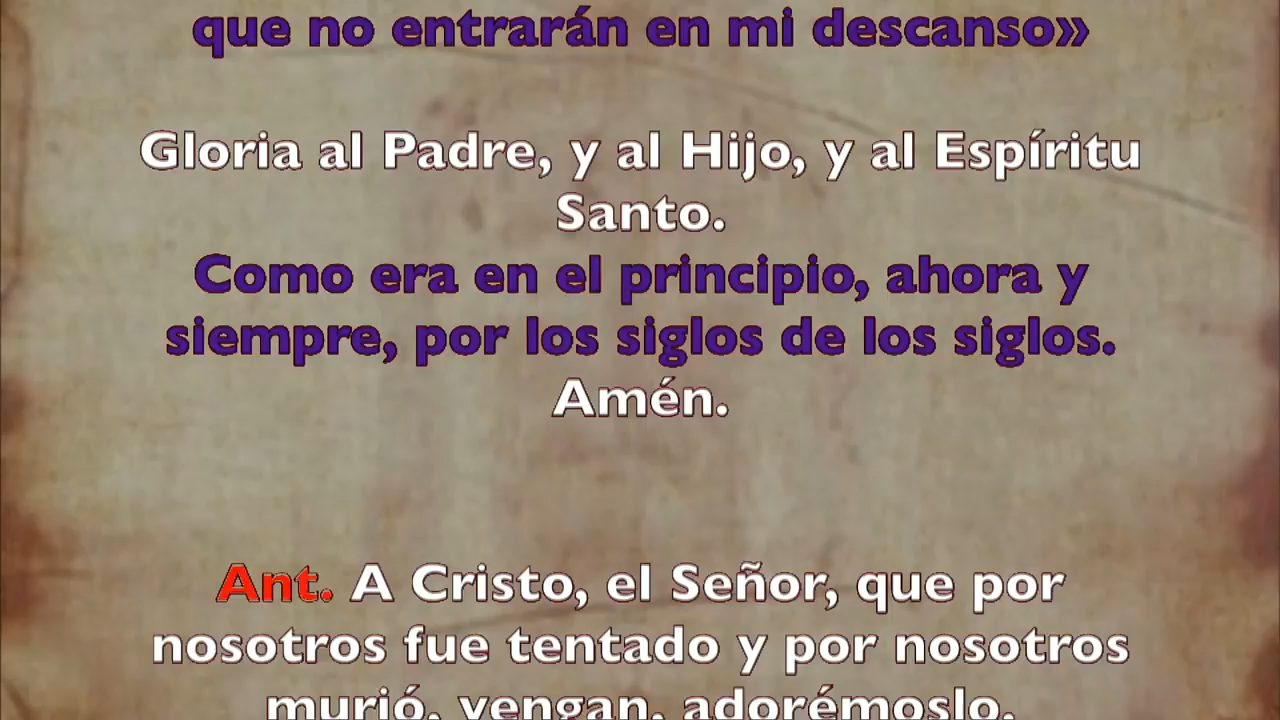 que no entrarán en mi descanso»
Gloria al Padre, y al Hijo, y al Espíritu
Santo.
Como era en el principio, ahora y
siempre, por los siglos de los siglos.
Amén.
Ant. A Cristo, el Señor, que por
nosotros fue tentado y por nosotros
murió, vengan, adorémoslo.